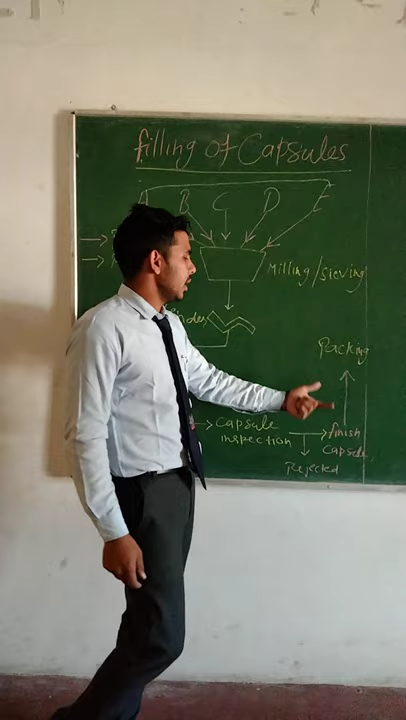 filling of Capsules
A B C D E
Milling/Sieving
Packing
Capsule
inspection
finish
Capsule
Rejected